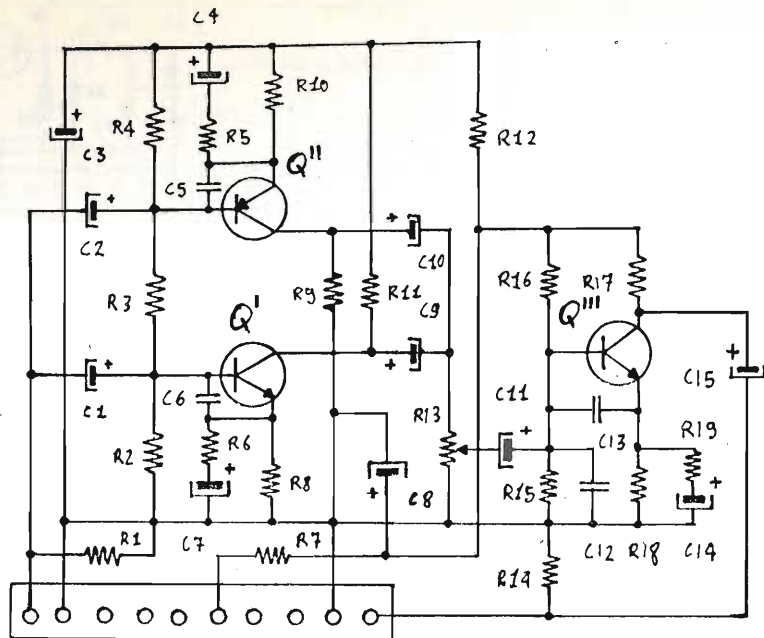 C4
R10
R4
+
R5
R12
C3
Q''
C5
+
+
C2
C10
R16
R17
R3
R9
R11
Q'
C9
Q'''
+
+
+
C15
C1
C6
R13
C11
+
R2
R6
C13
R19
+
R8
+
C8
R15
+
R1
C7
R7
C12
R18
C14
R14